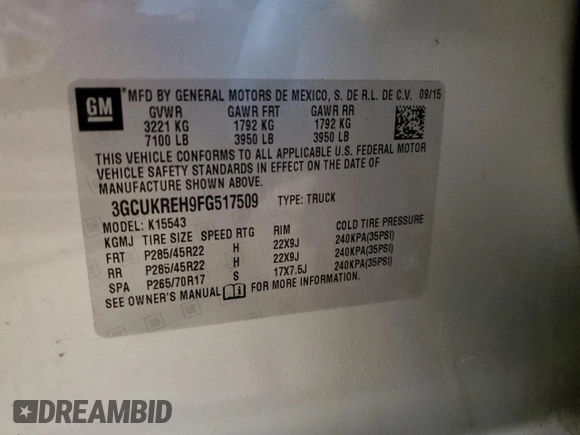 GM
MFD BY GENERAL MOTORS DE MEXICO, S. DE R.L. DE C.V. 09/15
GVWR GAWR FRT GAWR RR
3221 KG 1792 KG 1792 KG
7100 LB 3950 LB 3950 LB
THIS VEHICLE CONFORMS TO ALL APPLICABLE U.S. FEDERAL MOTOR
VEHICLE SAFETY STANDARDS IN EFFECT ON THE DATE OF
MANUFACTURE SHOWN ABOVE.
3GCUKREH9FG517509 TYPE: TRUCK
MODEL: K15543
KGMJ TIRE SIZE SPEED RTG RIM COLD TIRE PRESSURE
FRT P285/45R22 H 22X9J 240KPA(35PSI)
RR P285/45R22 H 22X9J 240KPA(35PSI)
SPA P265/70R17 S 17X7.5J 240KPA(35PSI)
SEE OWNER'S MANUAL FOR MORE INFORMATION.
DREAMBID